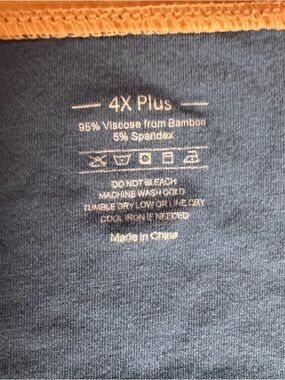 4X Plus
95% Viscose from Bamboo
5% Spandex
DO NOT BLEACH
MACHINE WASH COLD
TUMBLE DRY LOW OR LINE DRY
COOL IRON IF NEEDED
Made in China